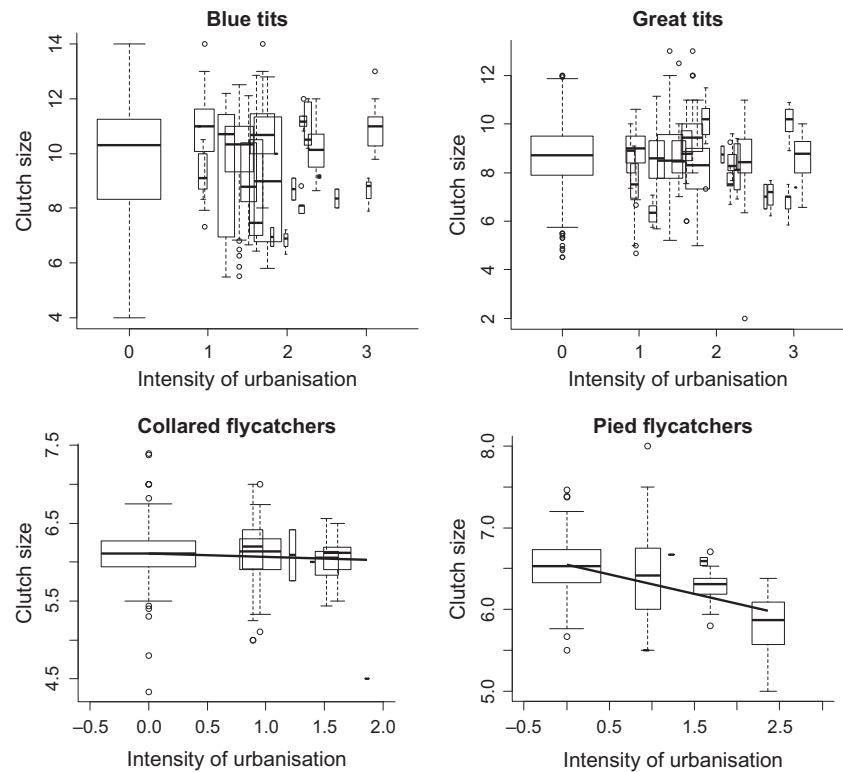 Blue tits
Clutch size
14
12
10
8
6
4
0 1 2 3
Intensity of urbanisation
Great tits
Clutch size
12
10
8
6
4
2
0 1 2 3
Intensity of urbanisation
Collared flycatchers
Clutch size
7.5
6.5
5.5
4.5
−0.5 0.0 0.5 1.0 1.5 2.0
Intensity of urbanisation
Pied flycatchers
Clutch size
8.0
7.0
6.0
5.0
−0.5 0.5 1.5 2.5
Intensity of urbanisation